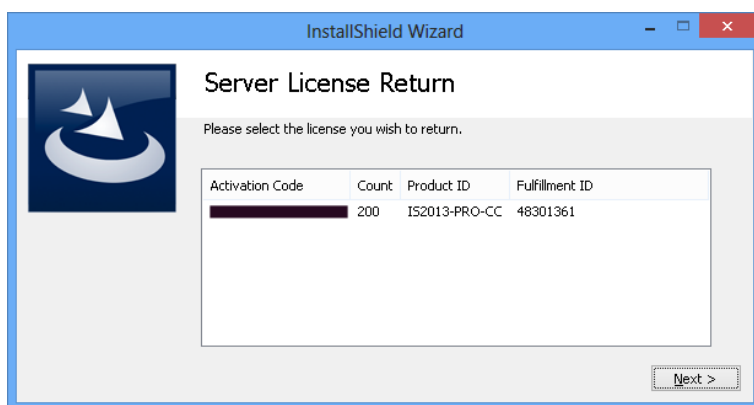 InstallShield Wizard
Server License Return
Please select the license you wish to return.
Activation Code Count Product ID Fulfillment ID
200 IS2013-PRO-CC 48301361
Next >